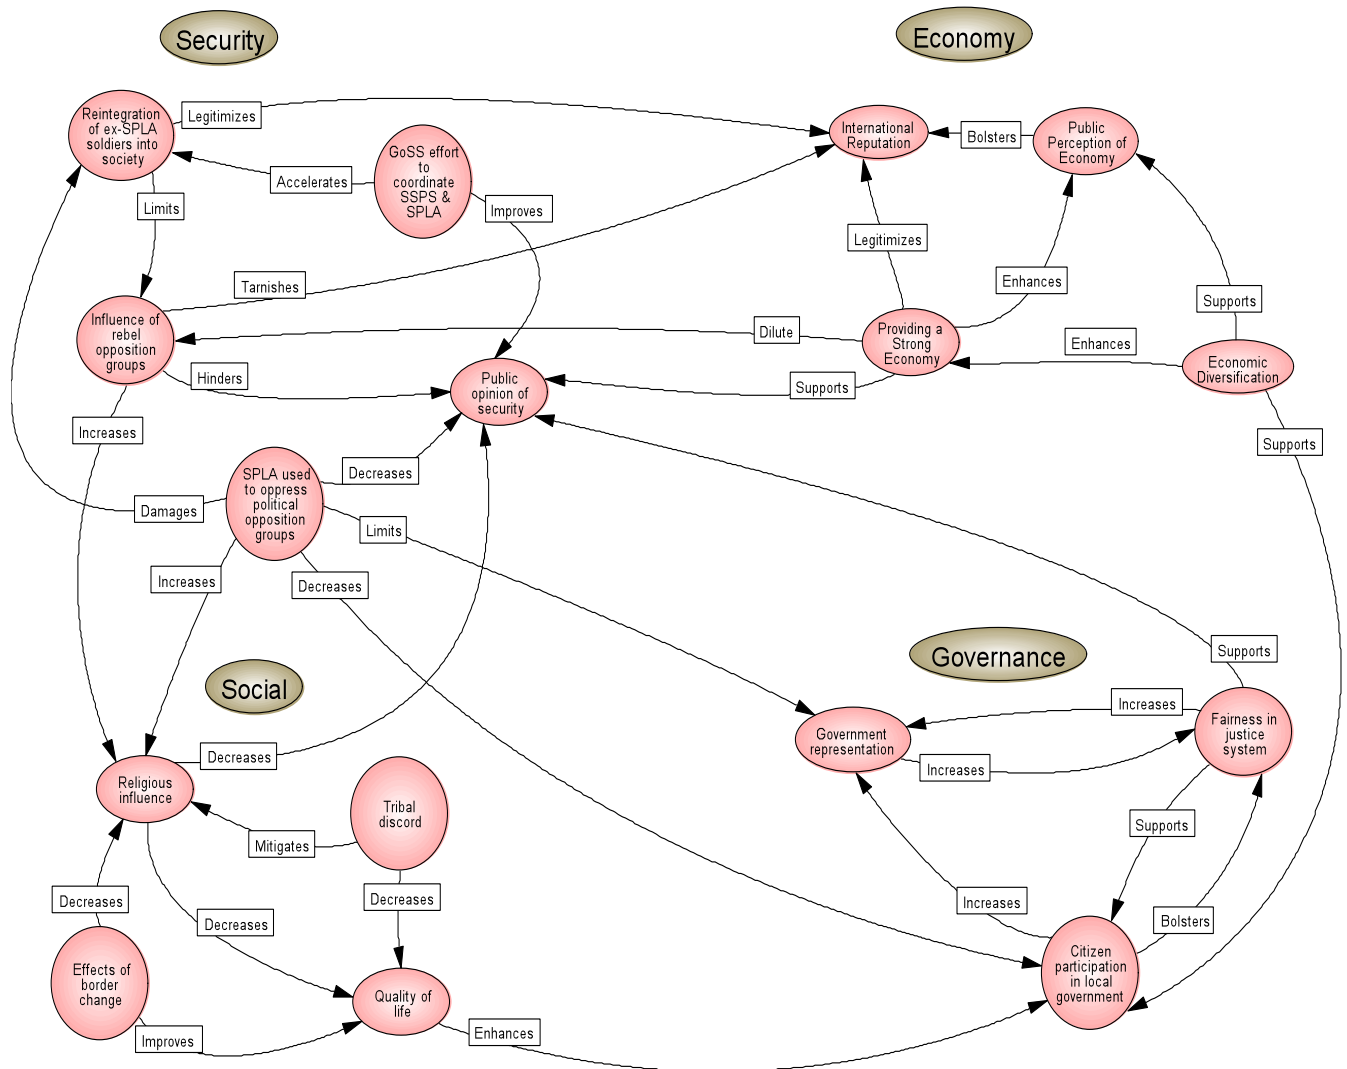 Security
Economy
Reintegration
of ex-SPLA
soldiers into
society
Legitimizes
GoSS effort
to
coordinate
SSPS &
SPLA
Accelerates
Improves
Limits
International
Reputation
Bolsters
Public
Perception of
Economy
Legitimizes
Enhances
Supports
Tarnishes
Influence of
rebel
opposition
groups
Dilute
Providing a
Strong
Economy
Enhances
Economic
Diversification
Hinders
Public
opinion of
security
Supports
Supports
Increases
Decreases
SPLA used
to oppress
political
opposition
groups
Damages
Limits
Increases
Decreases
Social
Governance
Supports
Decreases
Religious
influence
Government
representation
Increases
Increases
Fairness in
justice
system
Tribal
discord
Mitigates
Supports
Decreases
Decreases
Decreases
Increases
Bolsters
Effects of
border
change
Improves
Quality of
life
Enhances
Citizen
participation
in local
government